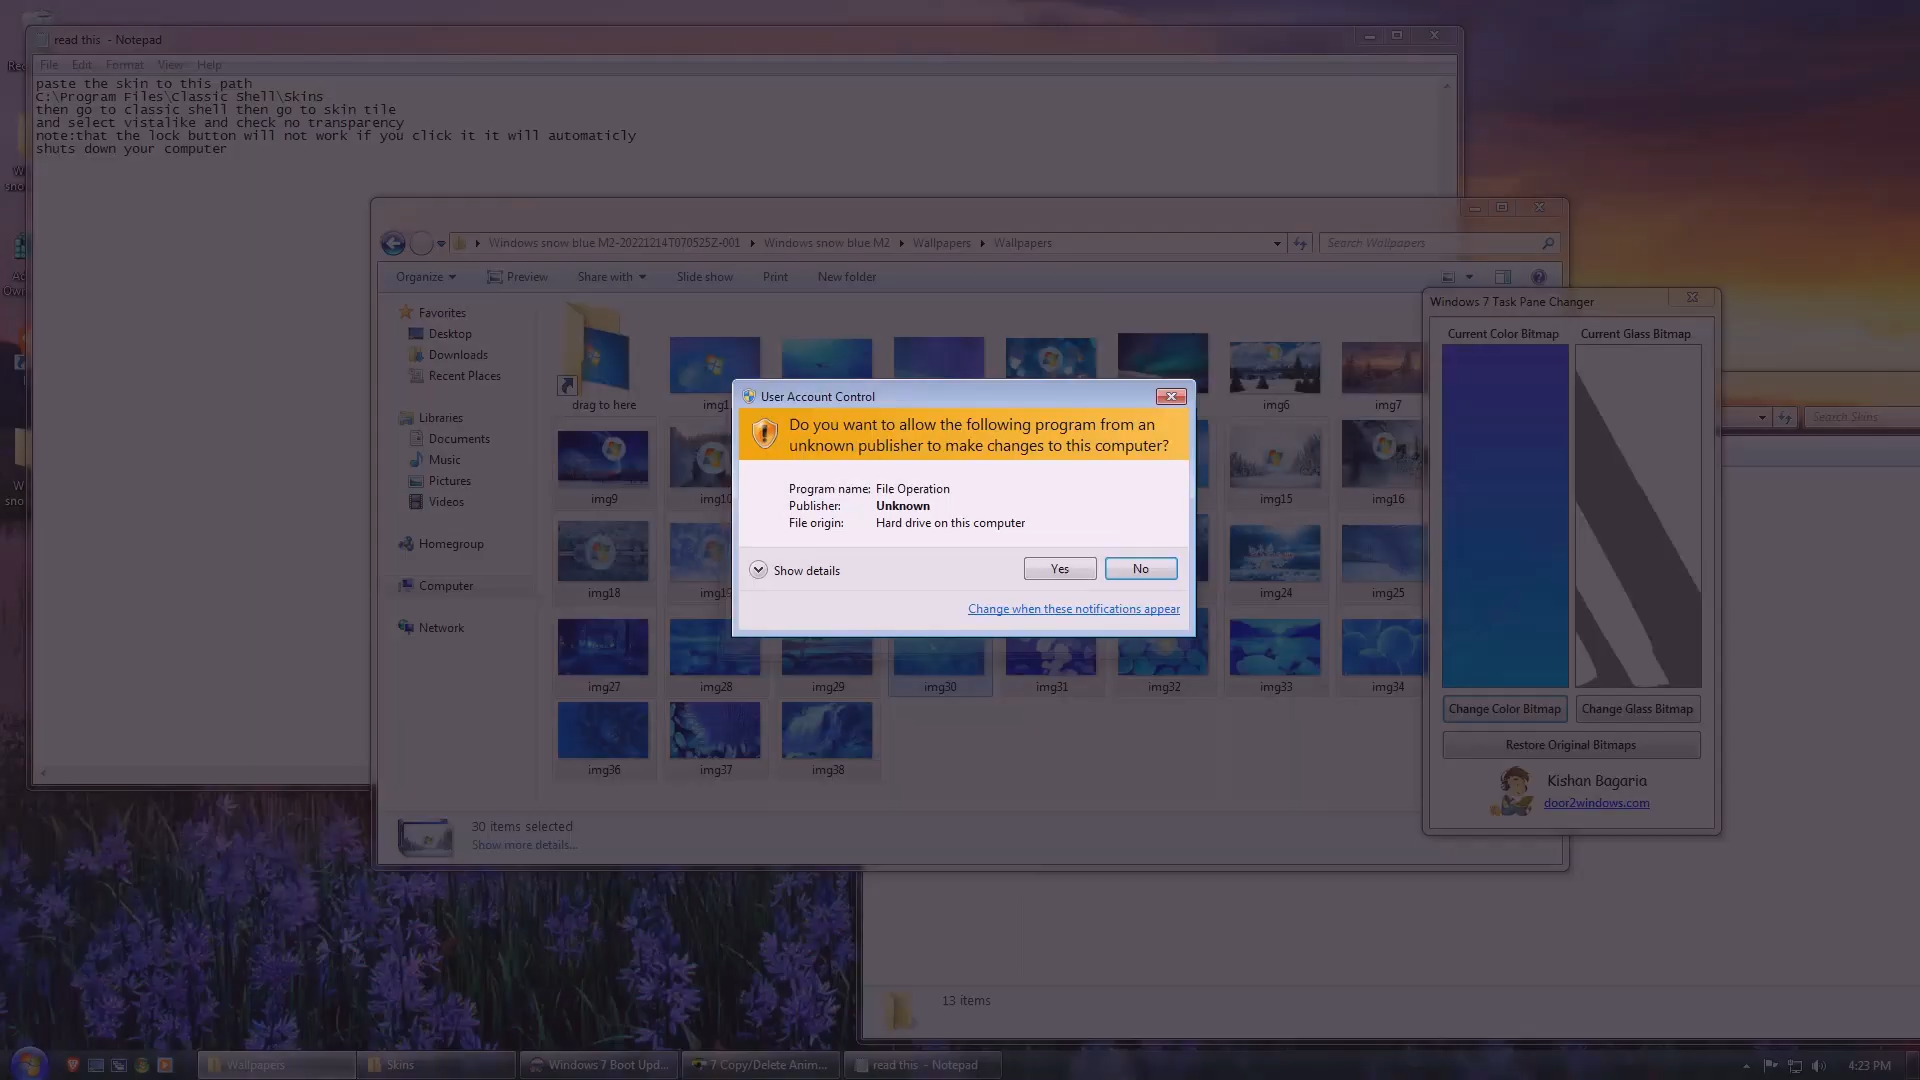 read this - Notepad
File Edit Format View Help
paste the skin to this path
C:\Program Files\Classic Shell\Skins
then go to classic shell then go to skin tile
and select vistalike and check no transparency
note:that the lock button will not work if you click it it will automaticly
shuts down your computer
Windows snow blue M2-20221214T070525Z-001 Windows snow blue M2 Wallpapers Wallpapers
Search Wallpapers
Organize Preview Share with Slide show Print New folder
Favorites
Desktop
Downloads
Recent Places
Libraries
Documents
Music
Pictures
Videos
Homegroup
Computer
Network
drag to here
img6
img7
img9
img15
img16
img18
img24
img25
img27
img28
img29
img30
img31
img32
img33
img34
img36
img37
img38
30 items selected
Show more details...
User Account Control
Do you want to allow the following program from an
unknown publisher to make changes to this computer?
Program name: File Operation
Publisher: Unknown
File origin: Hard drive on this computer
Show details
Yes
No
Change when these notifications appear
Windows 7 Task Pane Changer
Current Color Bitmap
Current Glass Bitmap
Change Color Bitmap
Change Glass Bitmap
Restore Original Bitmaps
Kishan Bagaria
door2windows.com
Search Skins
13 items
Wallpapers
Skins
Windows 7 Boot Upd...
7 Copy/Delete Anim...
read this - Notepad
4:23 PM